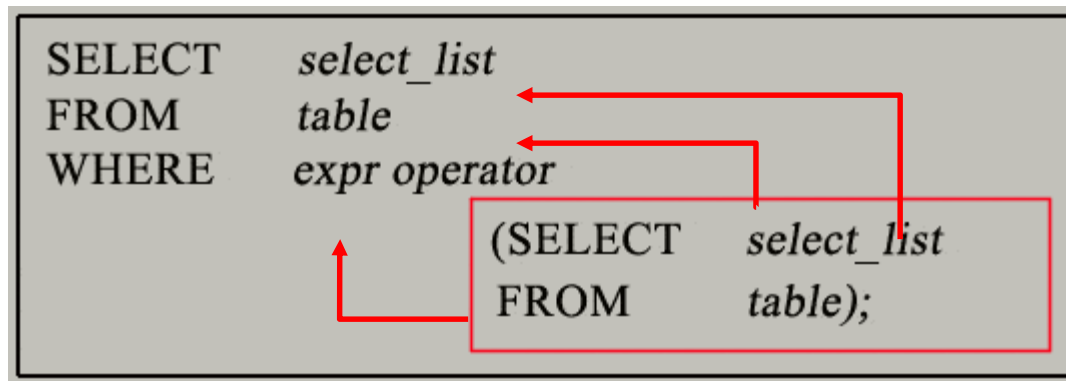 SELECT select_list
FROM table
WHERE expr operator
(SELECT select_list
FROM table);